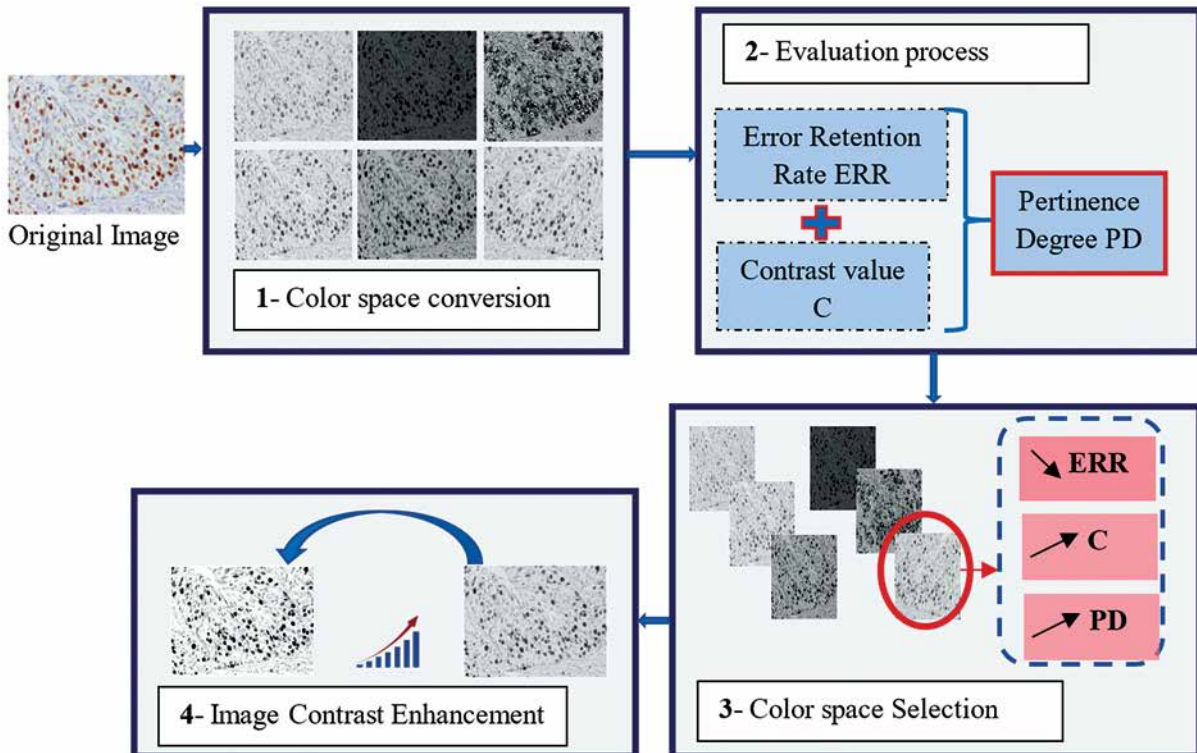 Original Image
1- Color space conversion
2- Evaluation process
Error Retention
Rate ERR
Contrast value
C
Pertinence
Degree PD
ERR
C
PD
3- Color space Selection
4- Image Contrast Enhancement